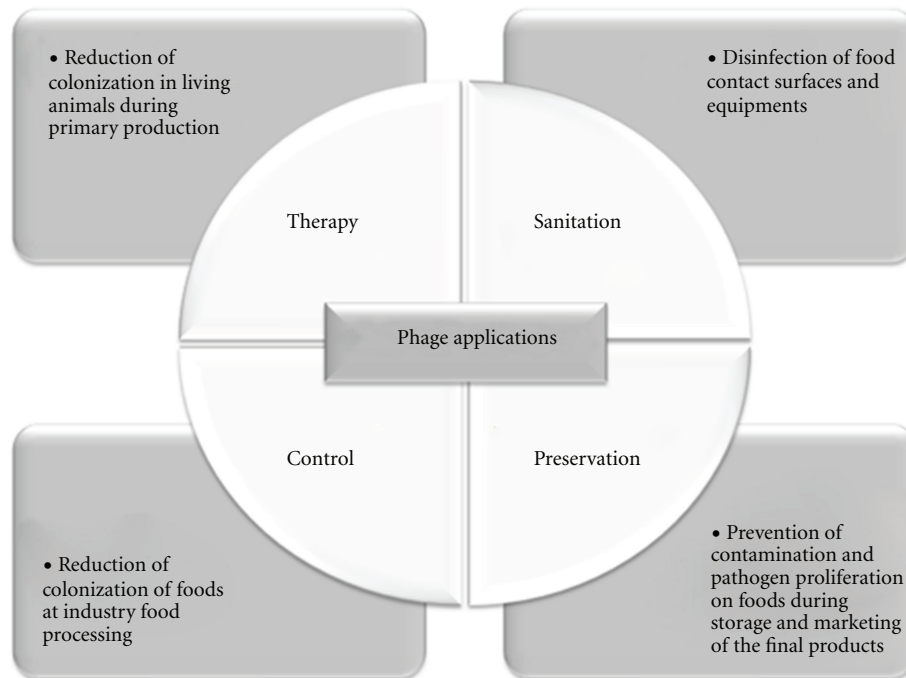 • Reduction of
colonization in living
animals during
primary production
• Disinfection of food
contact surfaces and
equipments
Therapy
Sanitation
Phage applications
Control
Preservation
• Reduction of
colonization of foods
at industry food
processing
• Prevention of
contamination and
pathogen proliferation
on foods during
storage and marketing
of the final products